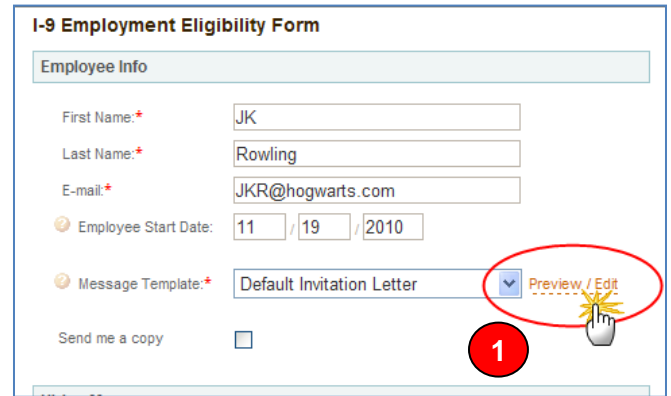 I-9 Employment Eligibility Form
Employee Info
First Name:* JK
Last Name:* Rowling
E-mail:* JKR@hogwarts.com
? Employee Start Date: 11 / 19 / 2010
? Message Template:* Default Invitation Letter Preview / Edit
Send me a copy
1